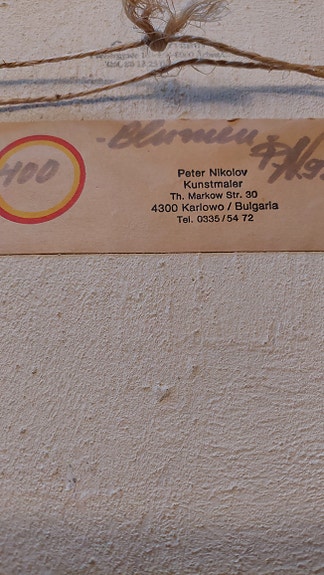 - Blumen -
400
Peter Nikolov
Kunstmaler
Th. Markow Str. 30
4300 Karlowo / Bulgaria
Tel. 0335 / 54 72